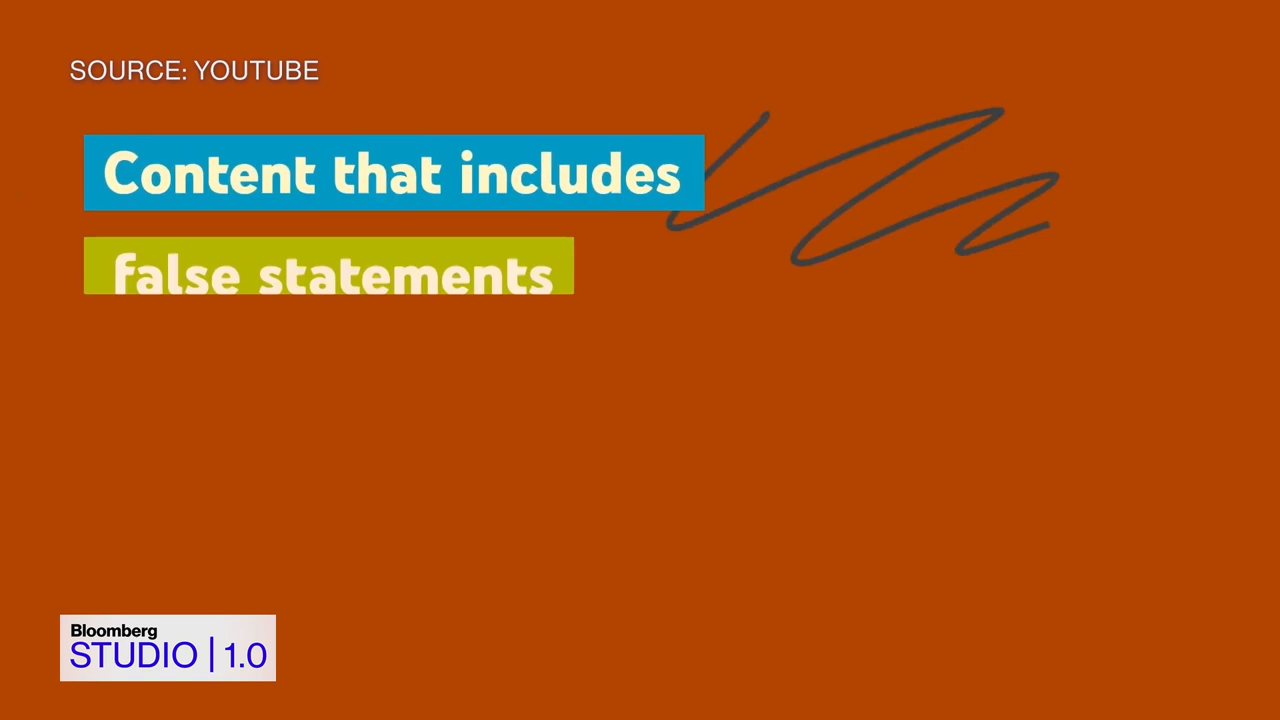 SOURCE: YOUTUBE
Content that includes
false statements
Bloomberg
STUDIO | 1.0